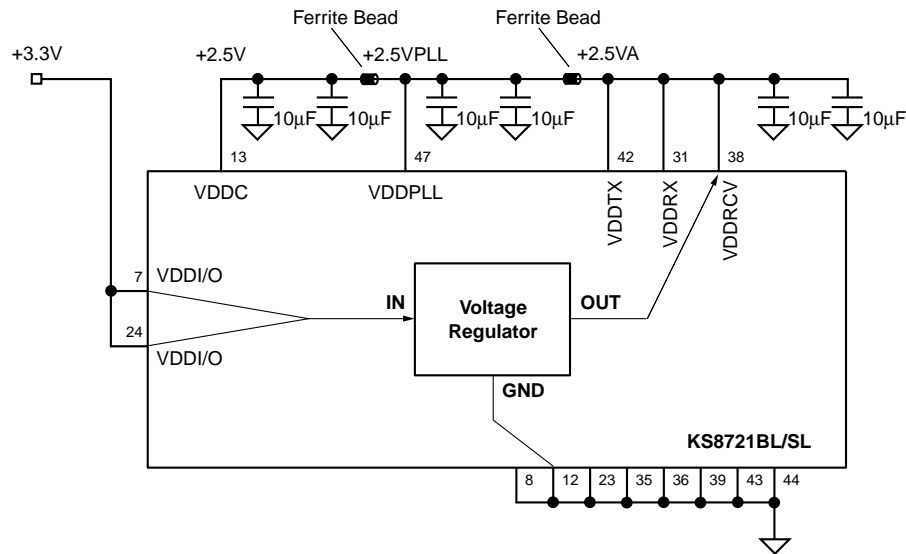 Ferrite Bead Ferrite Bead
+3.3V +2.5V +2.5VPLL +2.5VA
10µF 10µF 10µF 10µF 10µF 10µF
13 47 42 31 38
VDDC VDDPLL VDDTX VDDRX VDDRCV
7 VDDI/O
IN Voltage Regulator OUT
24
VDDI/O
GND
KS8721BL/SL
8 12 23 35 36 39 43 44